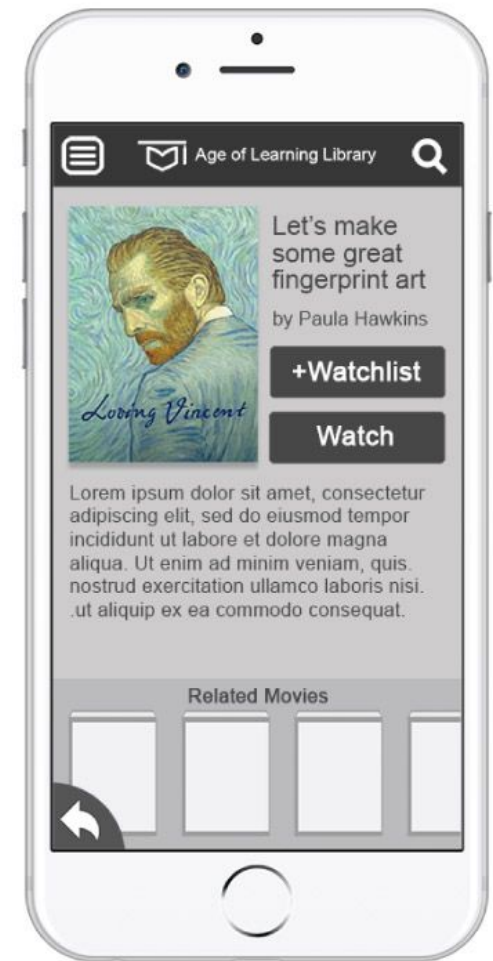 Age of Learning Library
Let's make
some great
fingerprint art
by Paula Hawkins
+Watchlist
Watch
Loving Vincent
Lorem ipsum dolor sit amet, consectetur
adipiscing elit, sed do eiusmod tempor
incididunt ut labore et dolore magna
aliqua. Ut enim ad minim veniam, quis.
nostrud exercitation ullamco laboris nisi.
.ut aliquip ex ea commodo consequat.
Related Movies